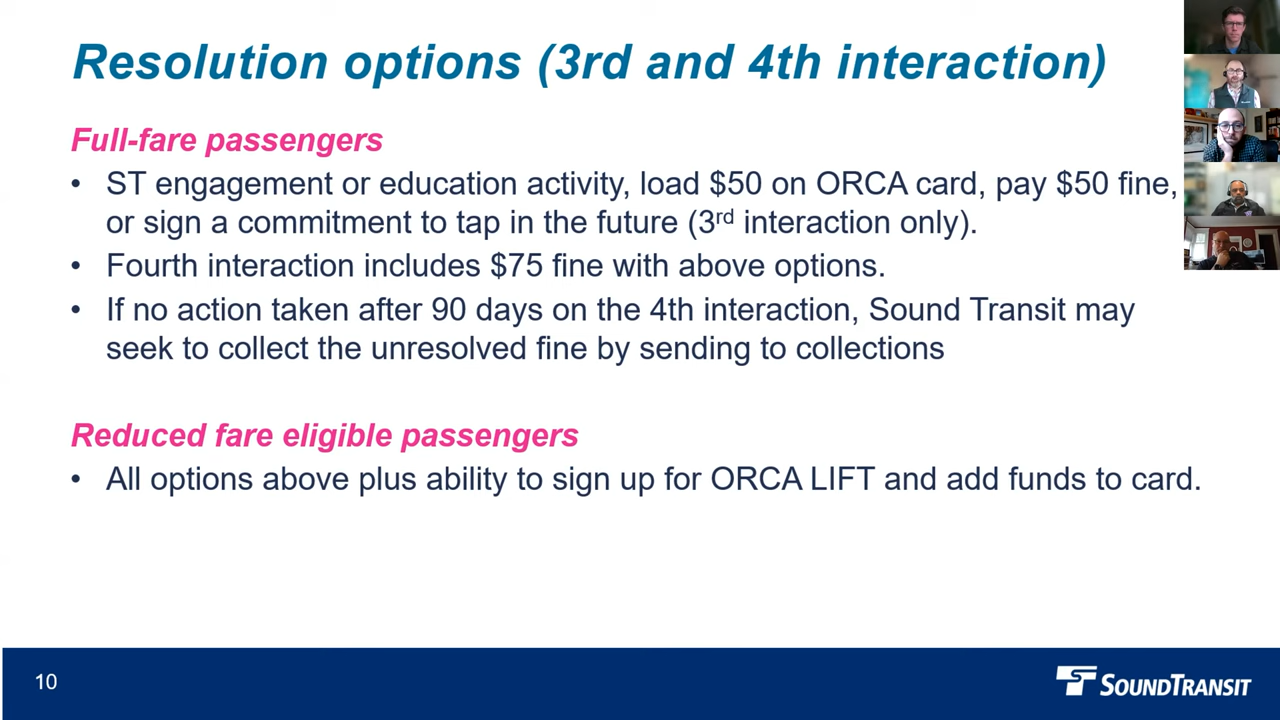 Resolution options (3rd and 4th interaction)
Full-fare passengers
• ST engagement or education activity, load $50 on ORCA card, pay $50 fine,
or sign a commitment to tap in the future (3rd interaction only).
• Fourth interaction includes $75 fine with above options.
• If no action taken after 90 days on the 4th interaction, Sound Transit may
seek to collect the unresolved fine by sending to collections
Reduced fare eligible passengers
• All options above plus ability to sign up for ORCA LIFT and add funds to card.
10
SOUNDTRANSIT